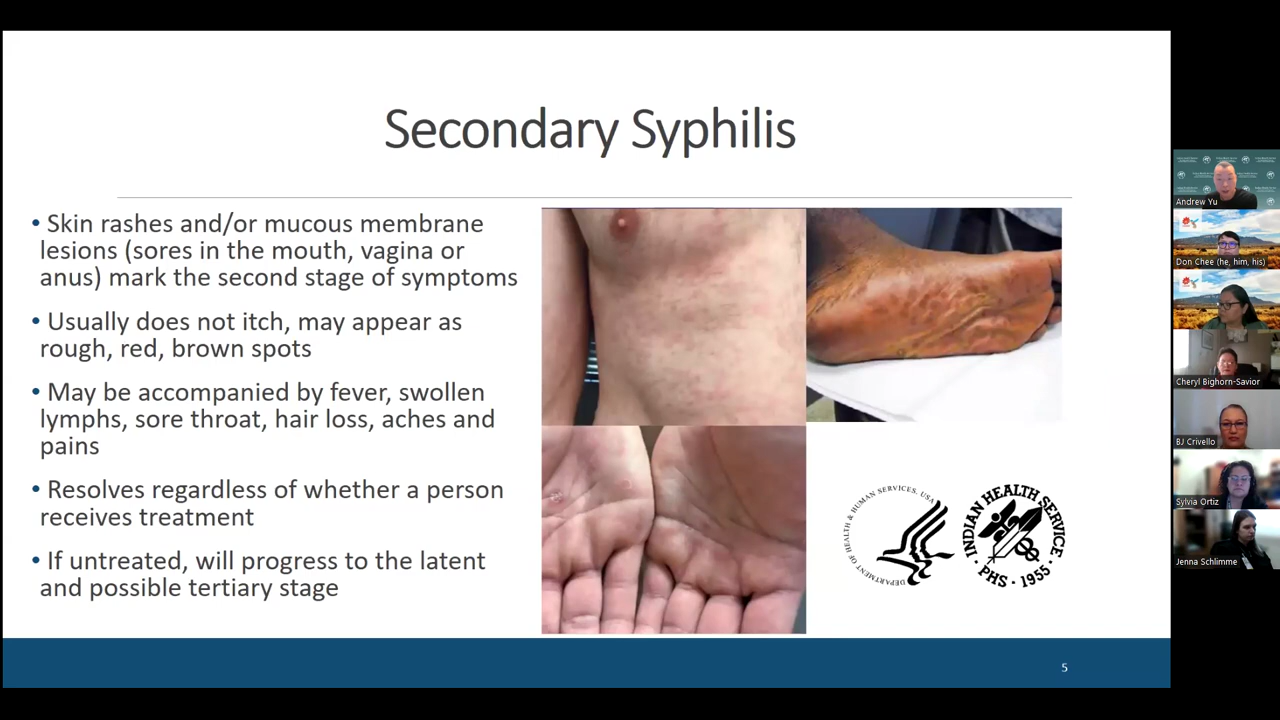 Secondary Syphilis
• Skin rashes and/or mucous membrane
lesions (sores in the mouth, vagina or
anus) mark the second stage of symptoms
• Usually does not itch, may appear as
rough, red, brown spots
• May be accompanied by fever, swollen
lymphs, sore throat, hair loss, aches and
pains
• Resolves regardless of whether a person
receives treatment
• If untreated, will progress to the latent
and possible tertiary stage
DEPARTMENT OF HEALTH & HUMAN SERVICES. USA
INDIAN HEALTH SERVICE
PHS · 1955
5
Andrew Yu
Don Chee (he, him, his)
Cheryl Bighorn-Savior
BJ Crivello
Sylvia Ortiz
Jenna Schlimme